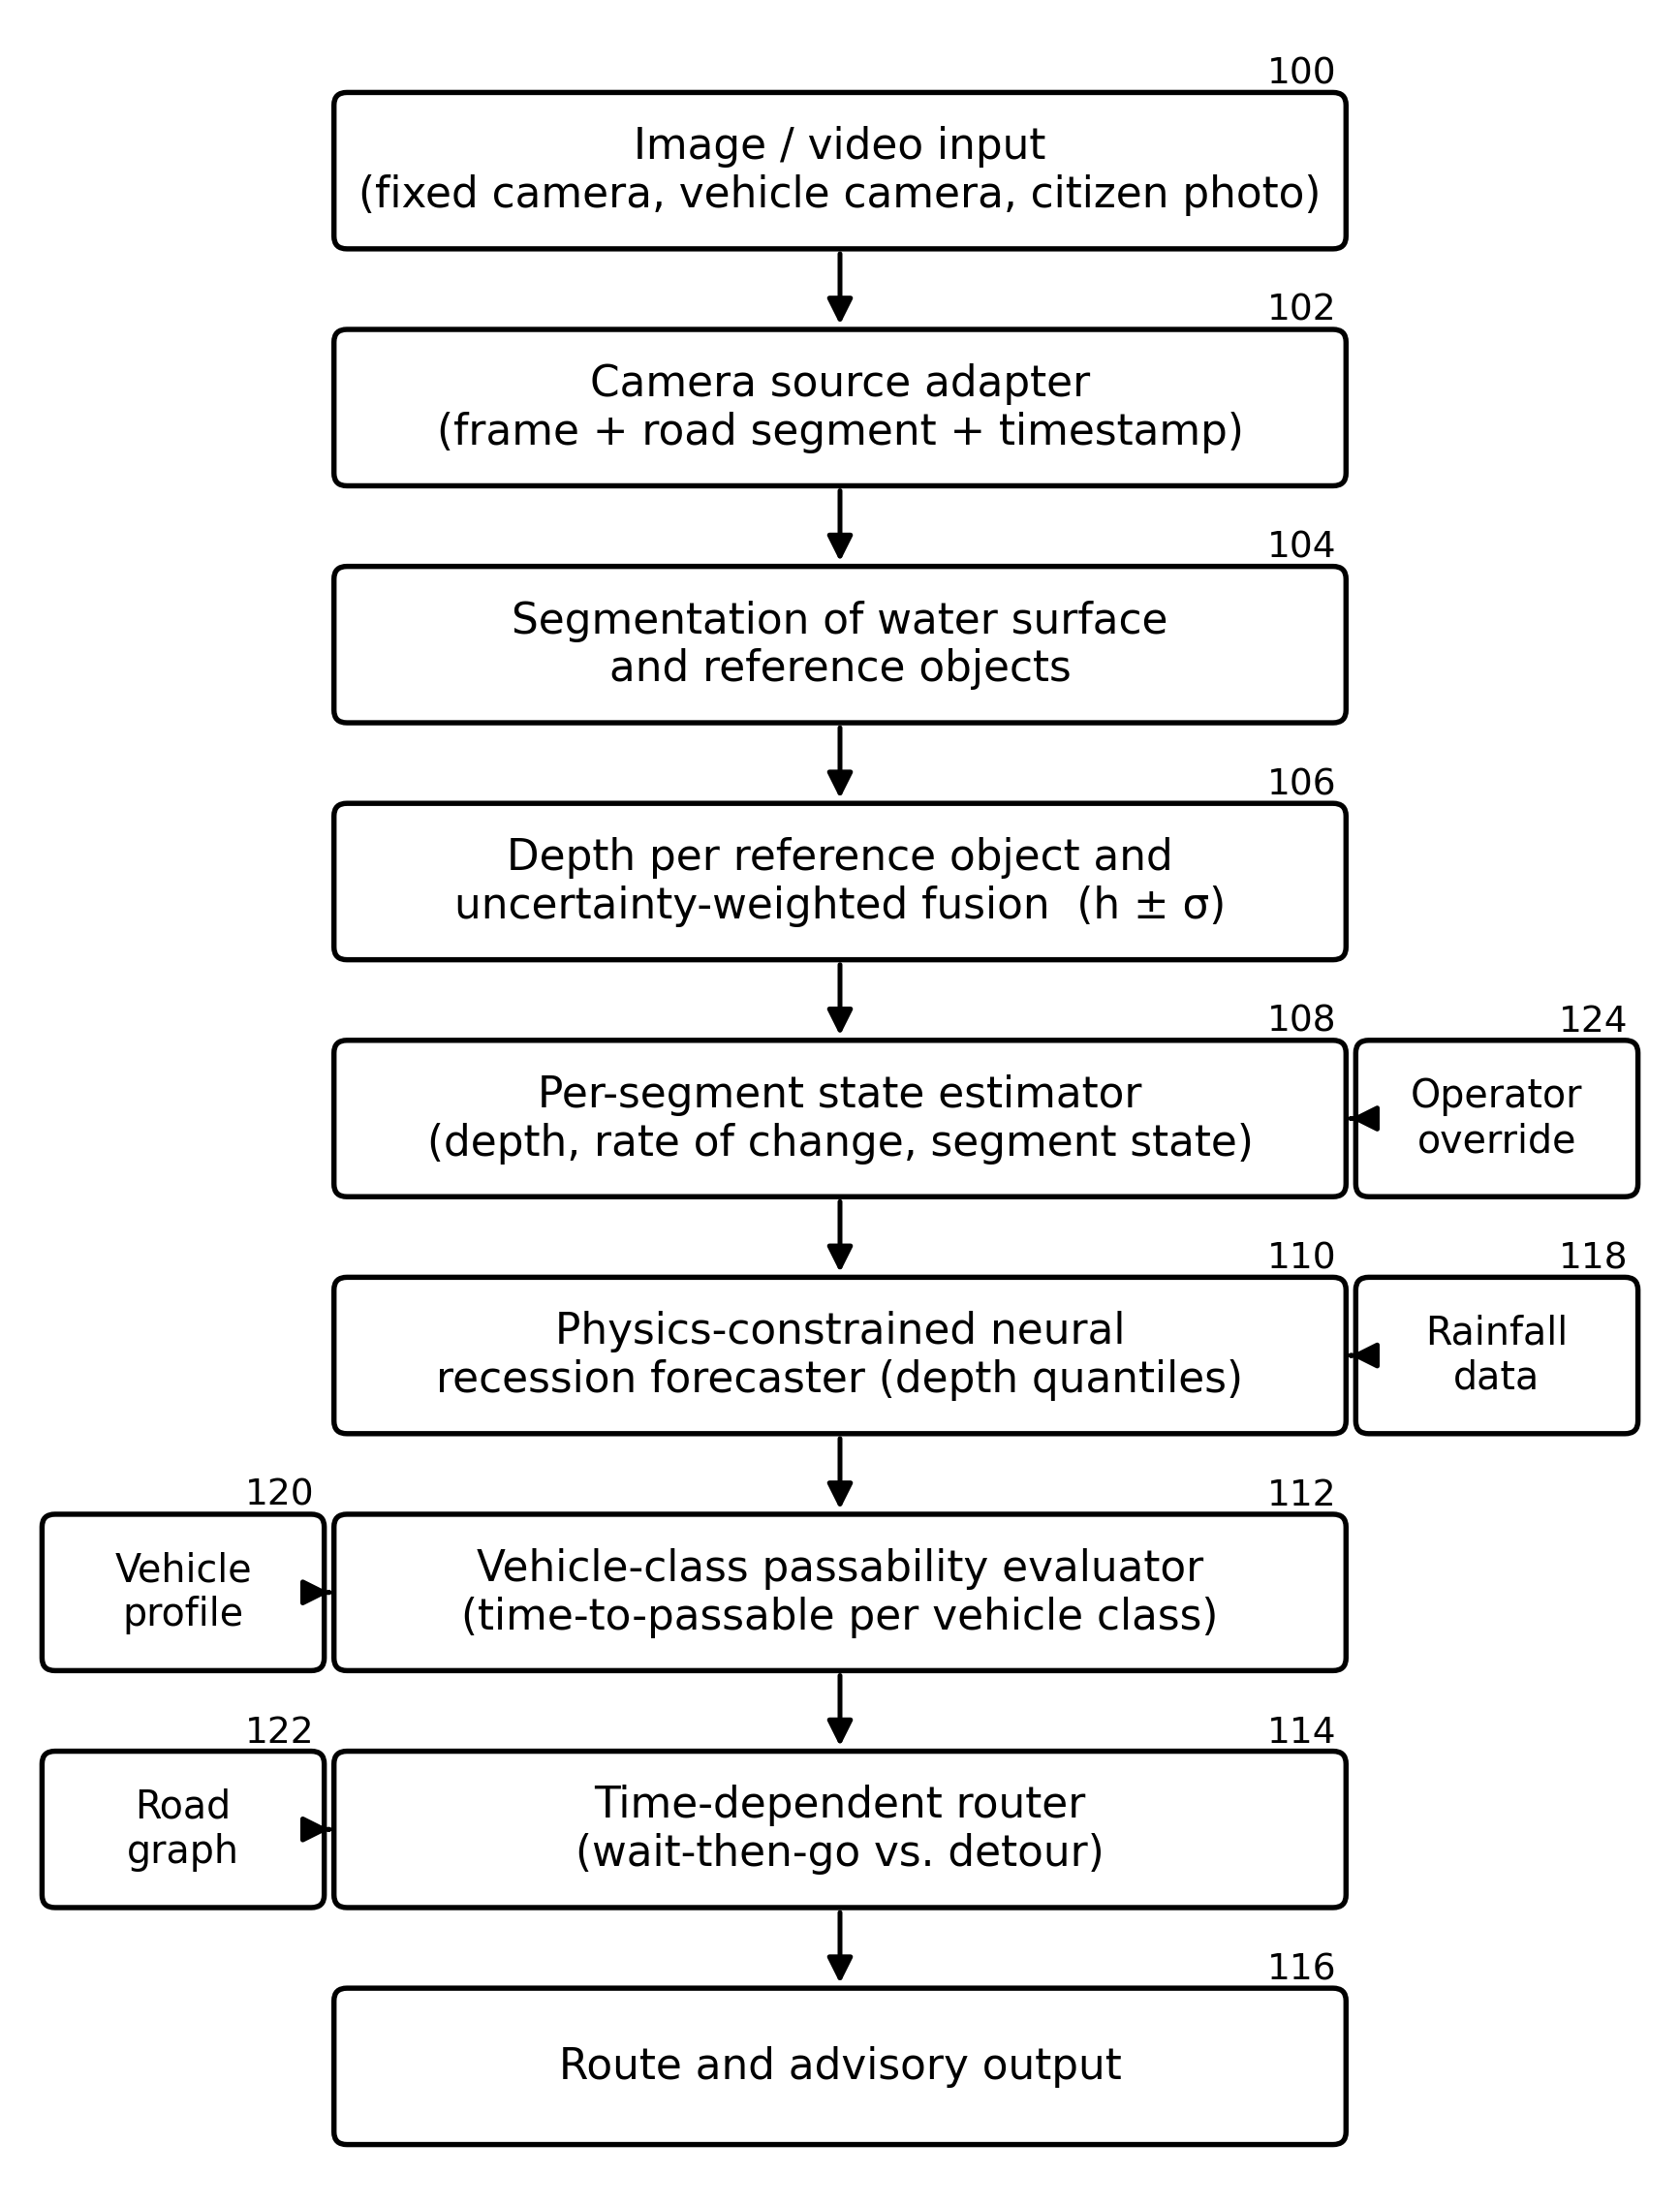 100
Image / video input
(fixed camera, vehicle camera, citizen photo)
102
Camera source adapter
(frame + road segment + timestamp)
104
Segmentation of water surface
and reference objects
106
Depth per reference object and
uncertainty-weighted fusion  (h ± σ)
108
Per-segment state estimator
(depth, rate of change, segment state)
124
Operator
override
110
Physics-constrained neural
recession forecaster (depth quantiles)
118
Rainfall
data
120
Vehicle
profile
112
Vehicle-class passability evaluator
(time-to-passable per vehicle class)
122
Road
graph
114
Time-dependent router
(wait-then-go vs. detour)
116
Route and advisory output